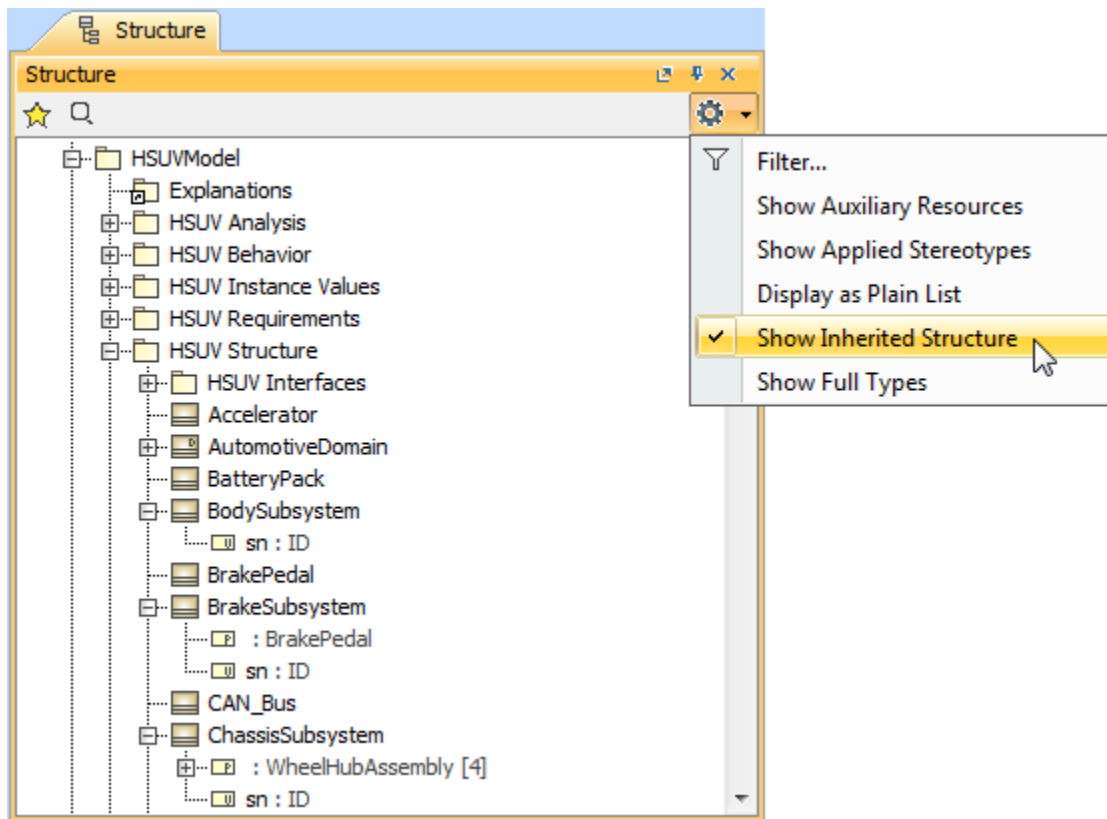 Structure
Structure
HSUVModel
Explanations
HSUV Analysis
HSUV Behavior
HSUV Instance Values
HSUV Requirements
HSUV Structure
HSUV Interfaces
Accelerator
AutomotiveDomain
BatteryPack
BodySubsystem
sn : ID
BrakePedal
BrakeSubsystem
: BrakePedal
sn : ID
CAN_Bus
ChassisSubsystem
: WheelHubAssembly [4]
sn : ID
Filter...
Show Auxiliary Resources
Show Applied Stereotypes
Display as Plain List
Show Inherited Structure
Show Full Types